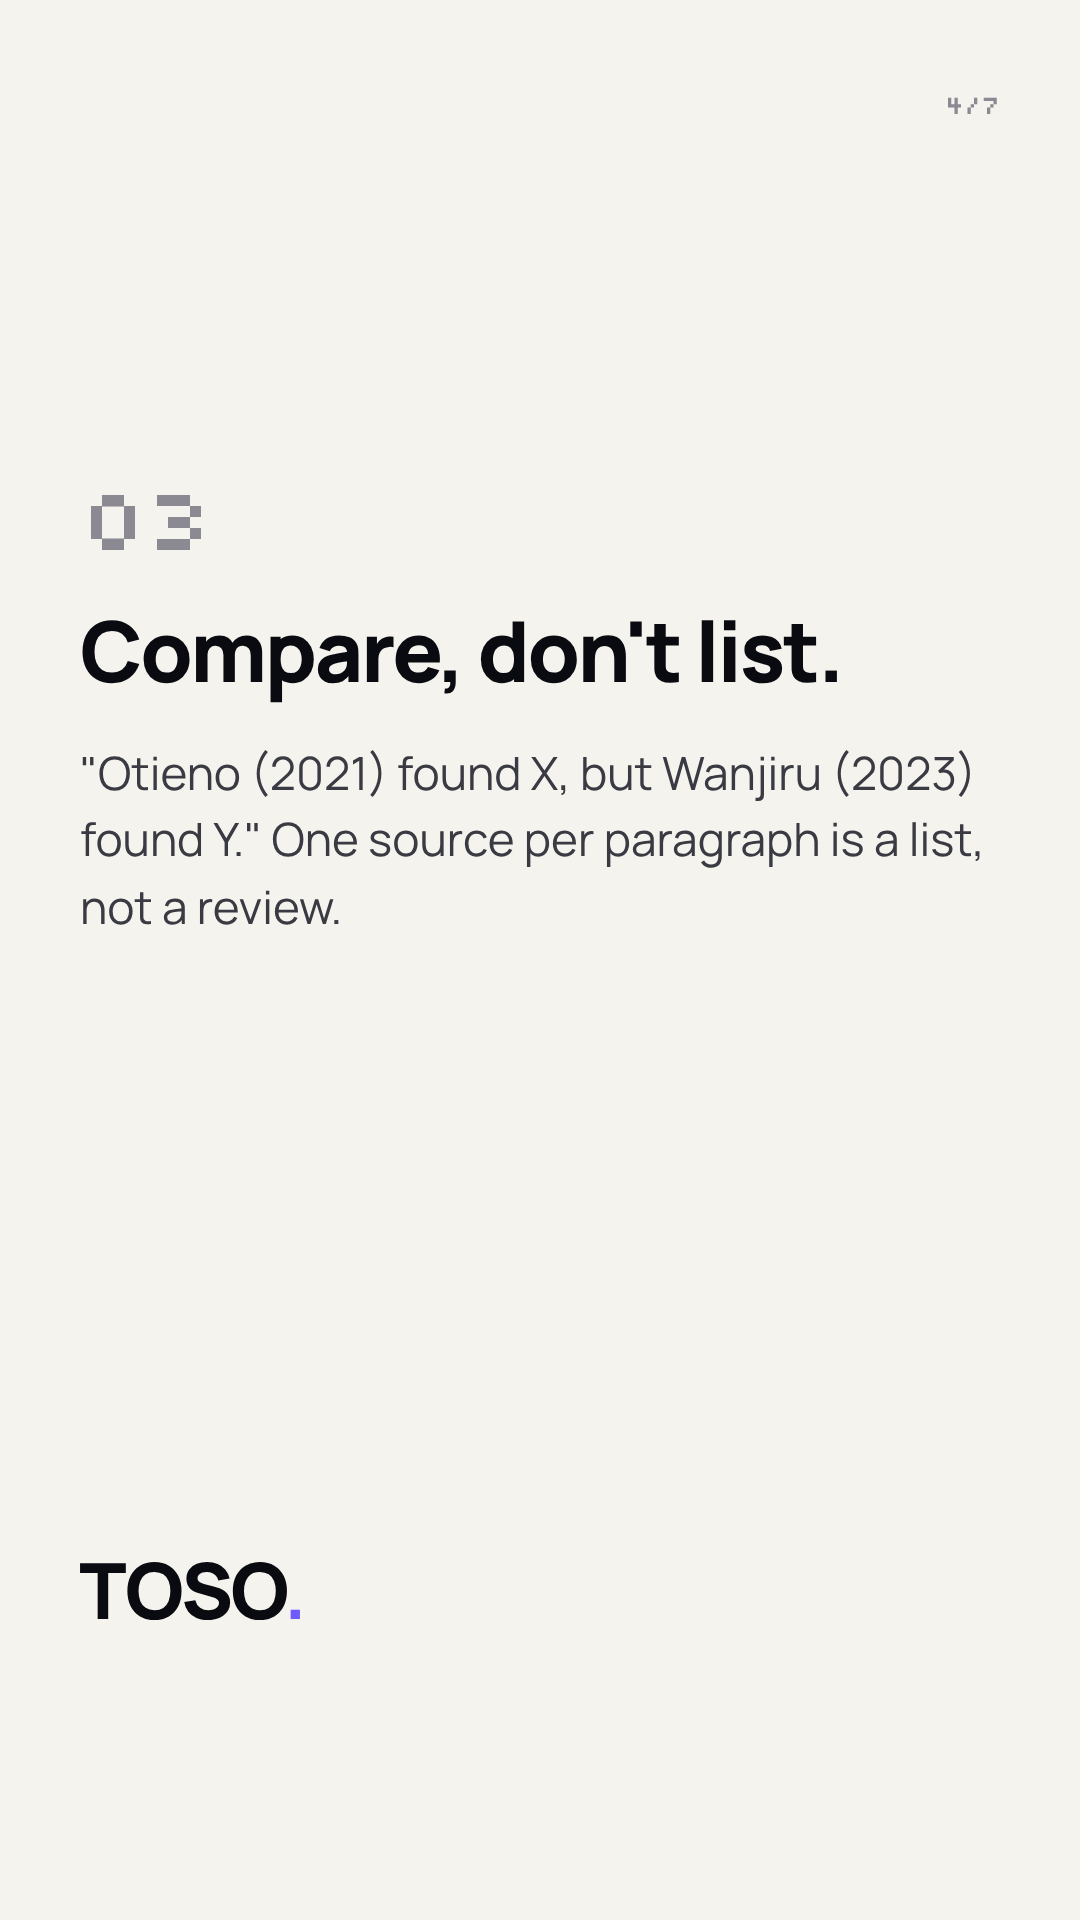 4/7
03
Compare, don't list.
"Otieno (2021) found X, but Wanjiru (2023)
found Y." One source per paragraph is a list,
not a review.
TOSO.